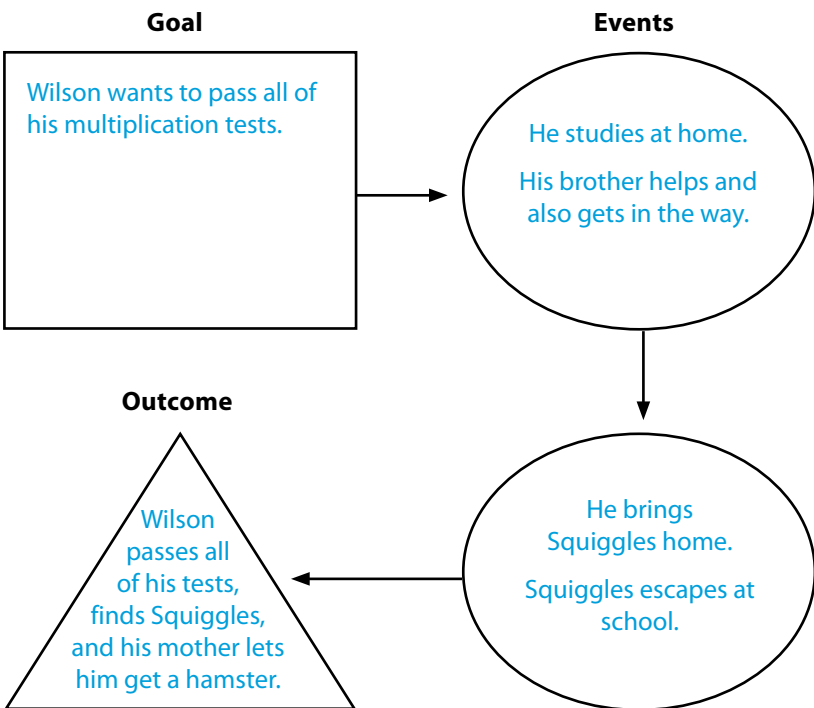 Goal
Wilson wants to pass all of
his multiplication tests.
Events
He studies at home.
His brother helps and
also gets in the way.
He brings
Squiggles home.
Squiggles escapes at
school.
Outcome
Wilson
passes all
of his tests,
finds Squiggles,
and his mother lets
him get a hamster.